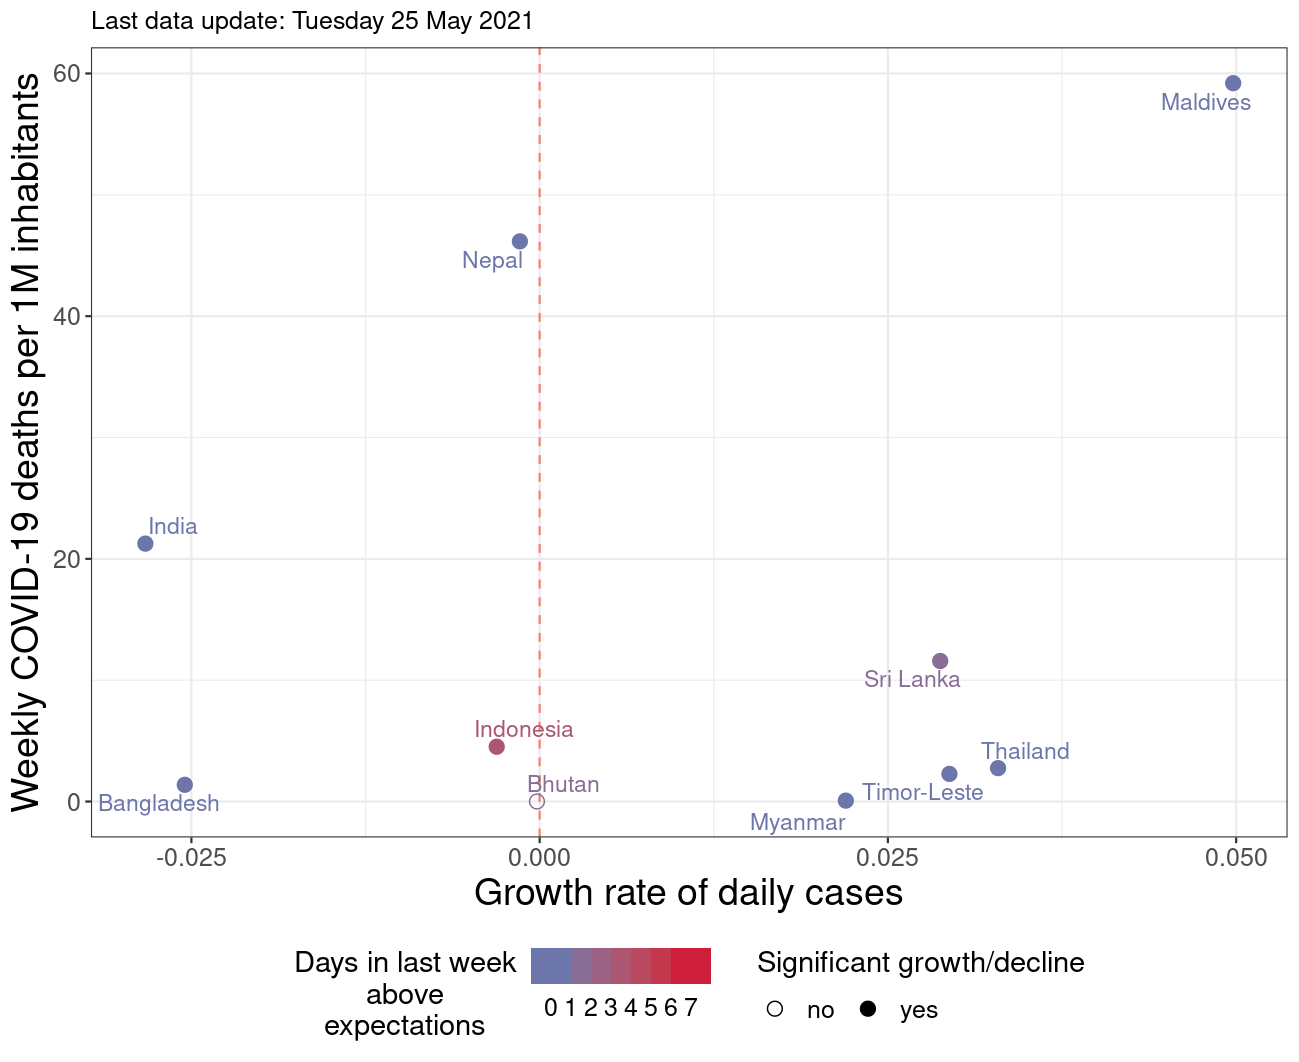 Last data update: Tuesday 25 May 2021
Weekly COVID-19 deaths per 1M inhabitants
60
40
20
0
Maldives
Nepal
India
Sri Lanka
Indonesia
Thailand
Bhutan
Timor-Leste
Bangladesh
Myanmar
-0.025 0.000 0.025 0.050
Growth rate of daily cases
Days in last week
above
expectations
0 1 2 3 4 5 6 7
Significant growth/decline
no yes